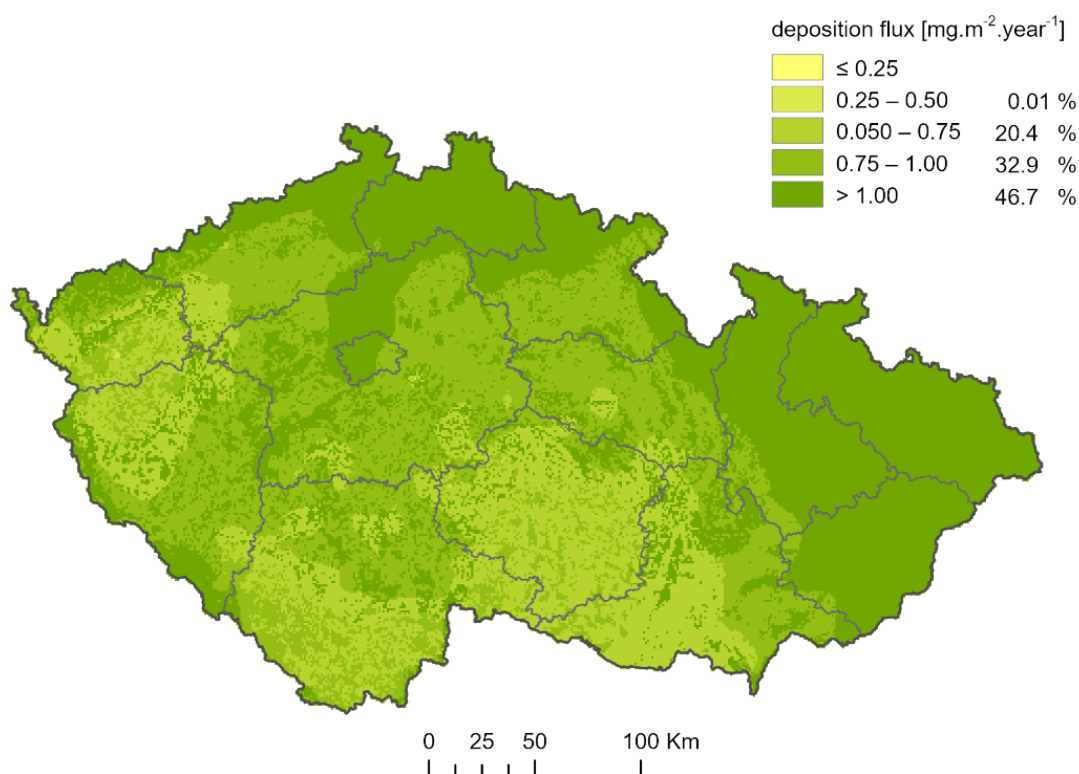 deposition flux [mg.m⁻².year⁻¹]
≤ 0.25
0.25 – 0.50 0.01 %
0.050 – 0.75 20.4 %
0.75 – 1.00 32.9 %
> 1.00 46.7 %
0 25 50 100 Km